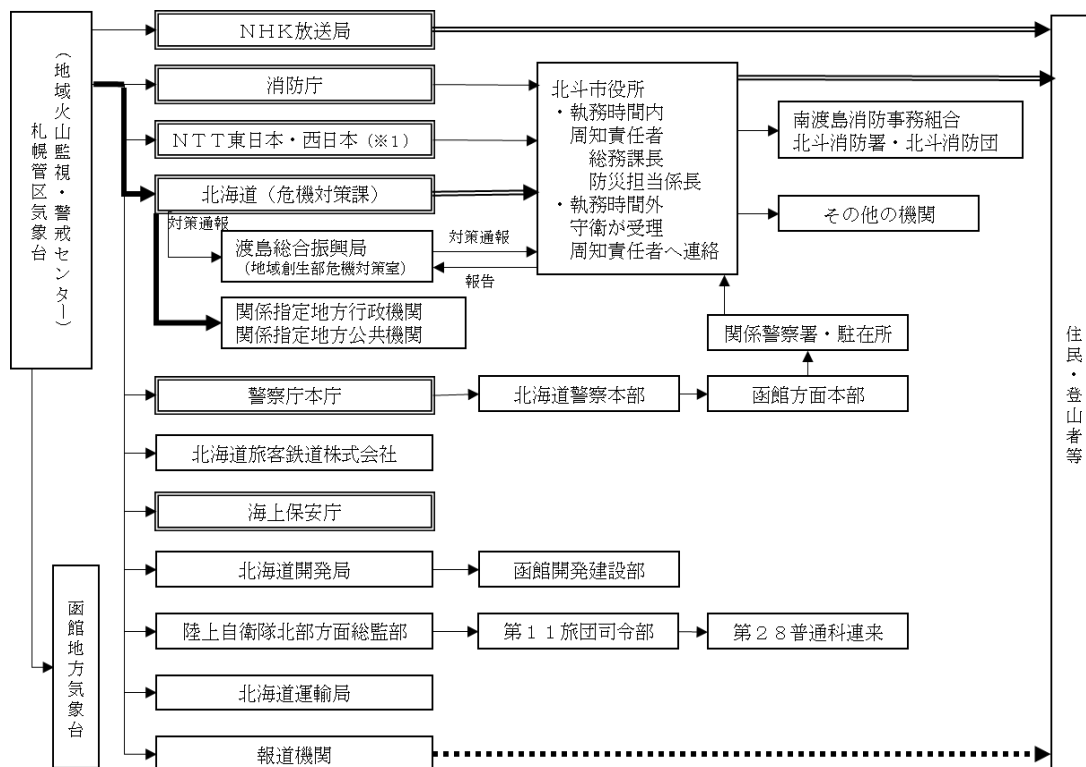 札幌管区気象台
（地域火山監視・警戒センター）
函館地方気象台
ＮＨＫ放送局
消防庁
ＮＴＴ東日本・西日本（※1）
北海道（危機対策課）
対策通報
渡島総合振興局
（地域創生部危機対策室）
対策通報
報告
関係指定地方行政機関
関係指定地方公共機関
北斗市役所
・執務時間内
周知責任者
総務課長
防災担当係長
・執務時間外
守衛が受理
周知責任者へ連絡
南渡島消防事務組合
北斗消防署・北斗消防団
その他の機関
関係警察署・駐在所
警察庁本庁
北海道警察本部
函館方面本部
北海道旅客鉄道株式会社
海上保安庁
北海道開発局
函館開発建設部
陸上自衛隊北部方面総監部
第１１旅団司令部
第２８普通科連来
北海道運輸局
報道機関
住民・登山者等